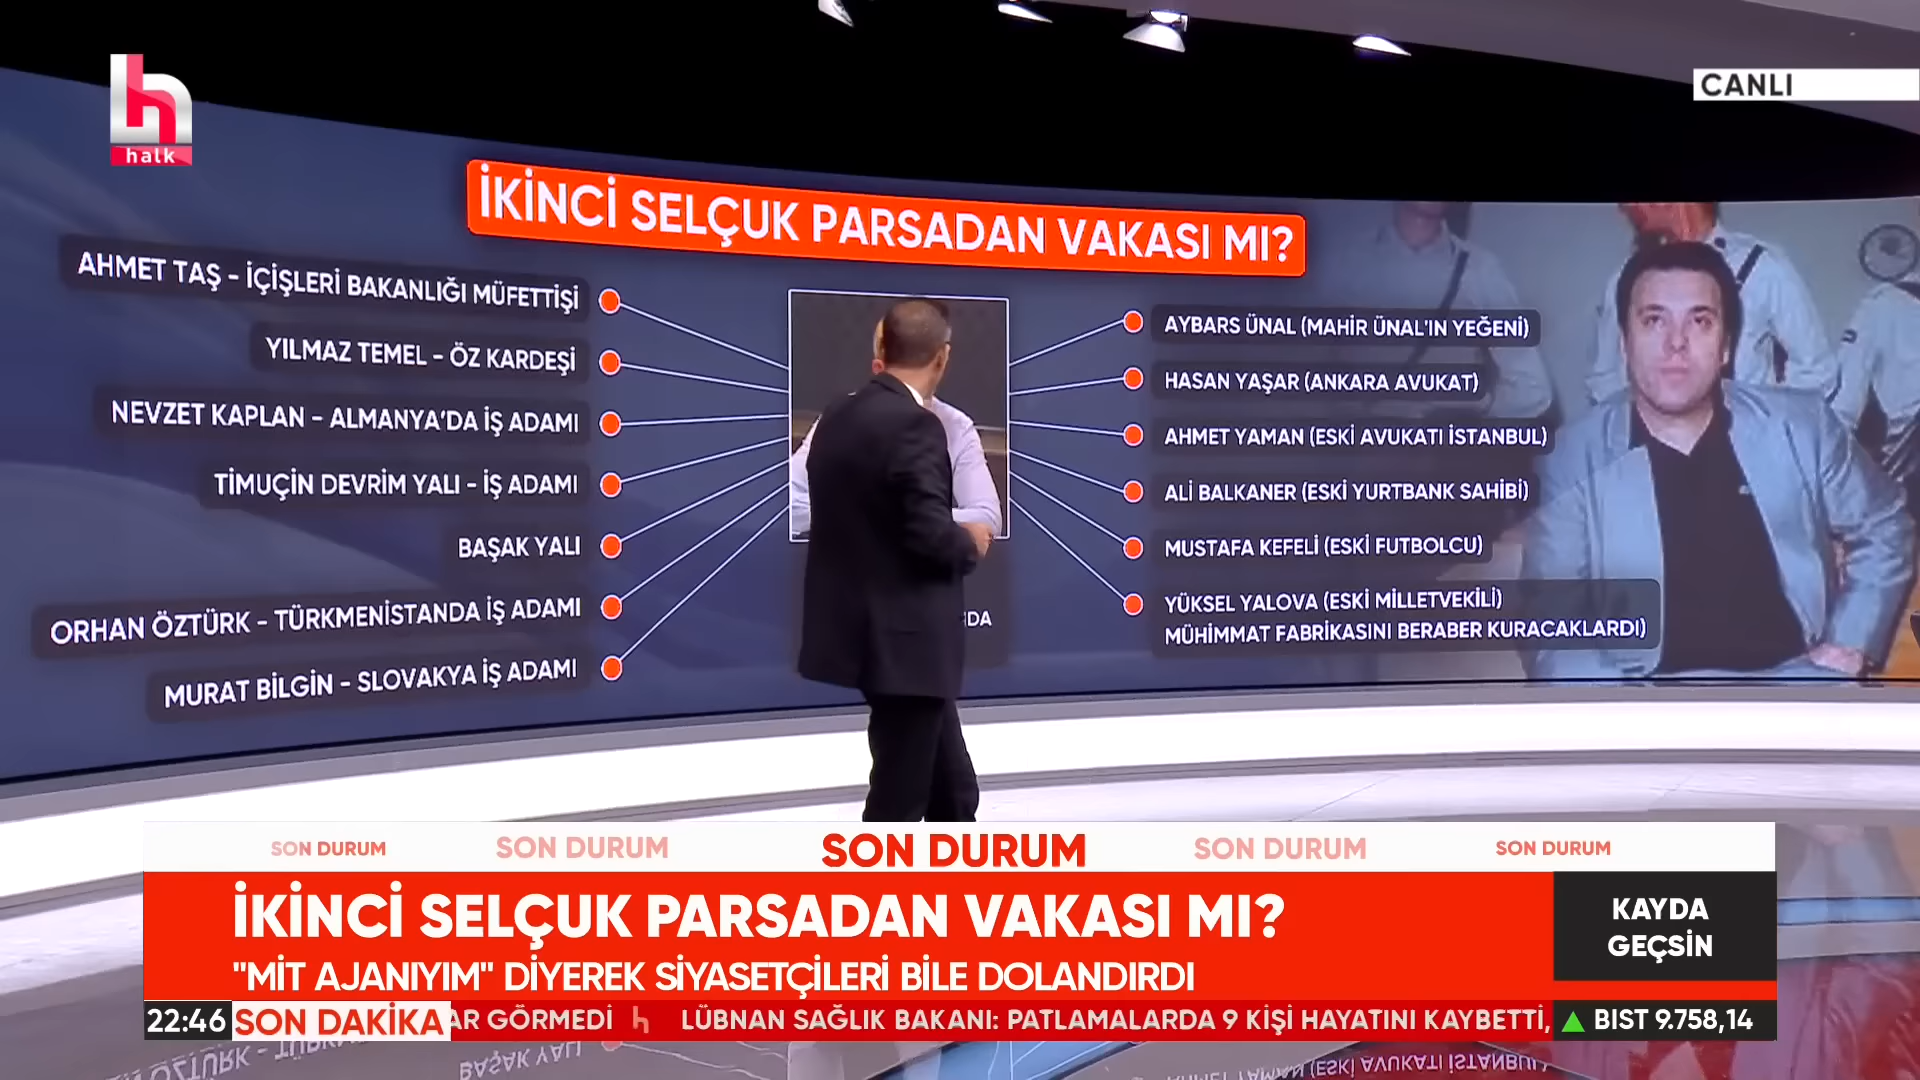 halk
CANLI
İKİNCİ SELÇUK PARSADAN VAKASI MI?
AHMET TAŞ - İÇİŞLERİ BAKANLIĞI MÜFETTİŞİ
YILMAZ TEMEL - ÖZ KARDEŞİ
NEVZET KAPLAN - ALMANYA'DA İŞ ADAMI
TİMUÇİN DEVRİM YALI - İŞ ADAMI
BAŞAK YALI
ORHAN ÖZTÜRK - TÜRKMENİSTANDA İŞ ADAMI
MURAT BİLGİN - SLOVAKYA İŞ ADAMI
AYBARS ÜNAL (MAHİR ÜNAL'IN YEĞENİ)
HASAN YAŞAR (ANKARA AVUKAT)
AHMET YAMAN (ESKİ AVUKATI İSTANBUL)
ALİ BALKANER (ESKİ YURTBANK SAHİBİ)
MUSTAFA KEFELİ (ESKİ FUTBOLCU)
YÜKSEL YALOVA (ESKİ MİLLETVEKİLİ)
MÜHİMMAT FABRİKASINI BERABER KURACAKLARDI)
SON DURUM SON DURUM SON DURUM SON DURUM SON DURUM
İKİNCİ SELÇUK PARSADAN VAKASI MI?
"MİT AJANIYIM" DİYEREK SİYASETÇİLERİ BİLE DOLANDIRDI
KAYDA
GEÇSİN
22:46 SON DAKİKA AR GÖRMEDİ h LÜBNAN SAĞLIK BAKANI: PATLAMALARDA 9 KİŞİ HAYATINI KAYBETTİ, BIST 9.758,14